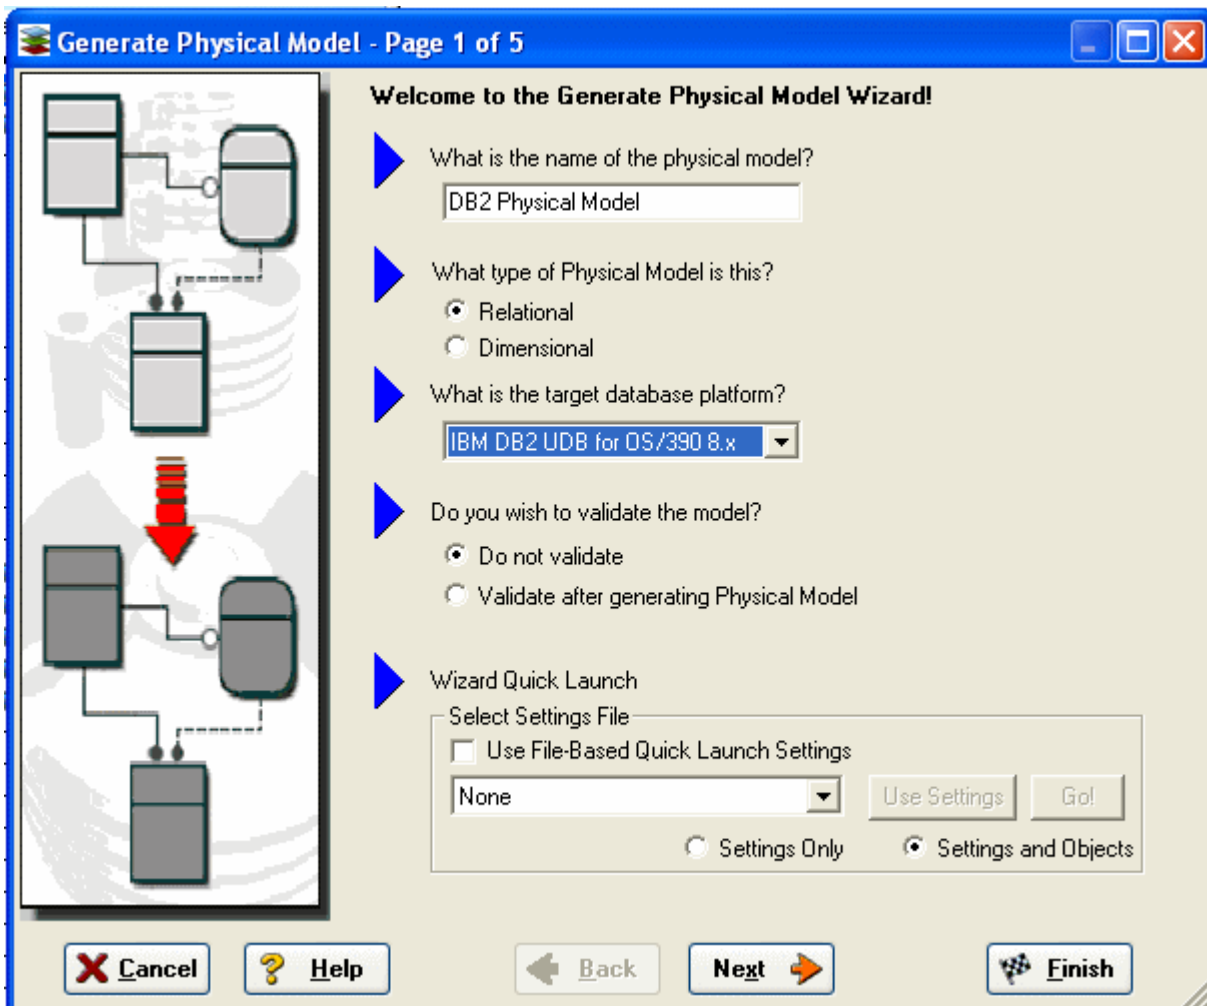 Generate Physical Model - Page 1 of 5
Welcome to the Generate Physical Model Wizard!
What is the name of the physical model?
DB2 Physical Model
What type of Physical Model is this?
Relational
Dimensional
What is the target database platform?
IBM DB2 UDB for OS/390 8.x
Do you wish to validate the model?
Do not validate
Validate after generating Physical Model
Wizard Quick Launch
Select Settings File
Use File-Based Quick Launch Settings
None
Use Settings
Go!
Settings Only
Settings and Objects
Cancel
Help
Back
Next
Finish